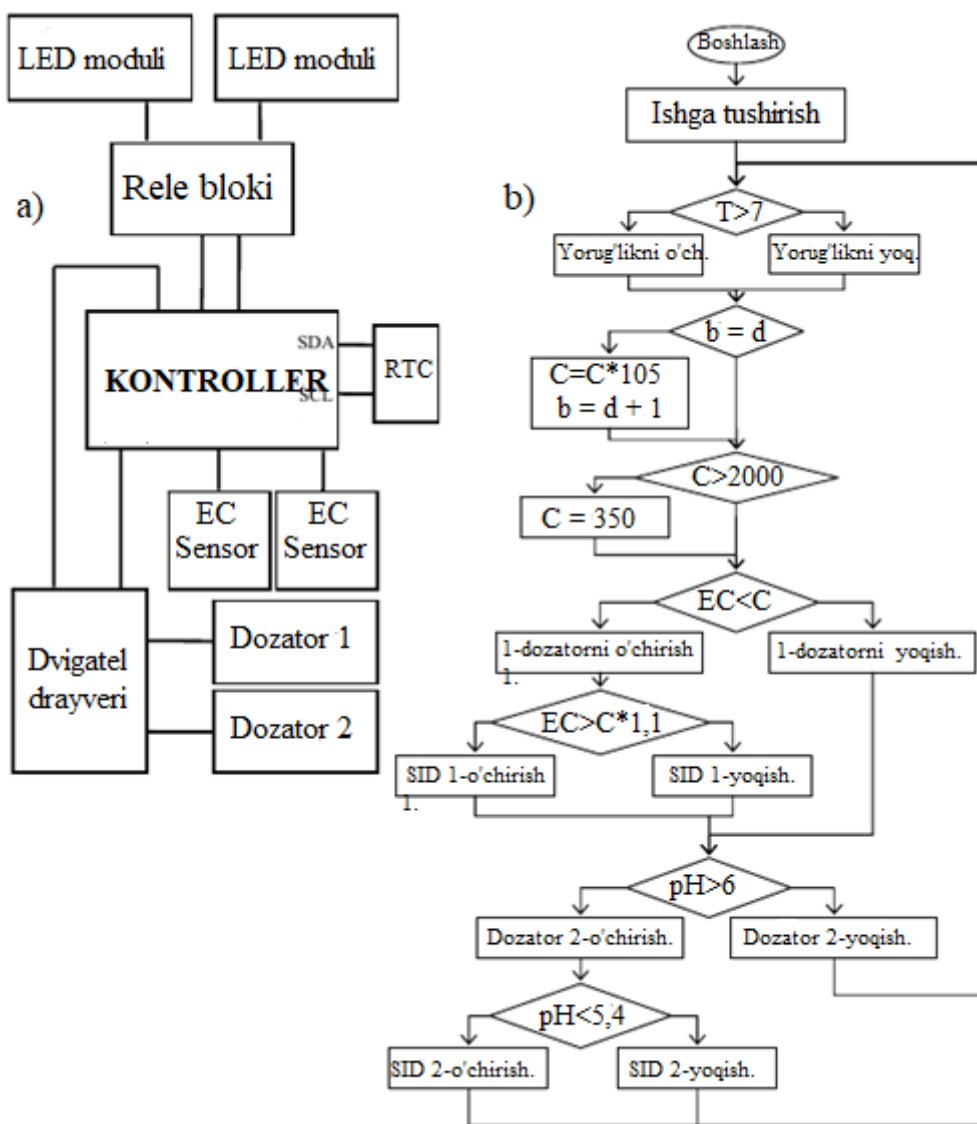 LED moduli
LED moduli
Rele bloki
a)
KONTROLLER
SDA
SCL
RTC
EC
Sensor
EC
Sensor
Dvigatel
drayveri
Dozator 1
Dozator 2
b)
Boshlash
Ishga tushirish
T>7
Yorug'likni o'ch.
Yorug'likni yoq.
b = d
C=C*105
b = d + 1
C>2000
C = 350
EC<C
1-dozatorni o'chirish
1.
1-dozatorni yoqish.
EC>C*1,1
SID 1-o'chirish
1.
SID 1-yoqish.
pH>6
Dozator 2-o'chirish.
Dozator 2-yoqish.
pH<5,4
SID 2-o'chirish.
SID 2-yoqish.